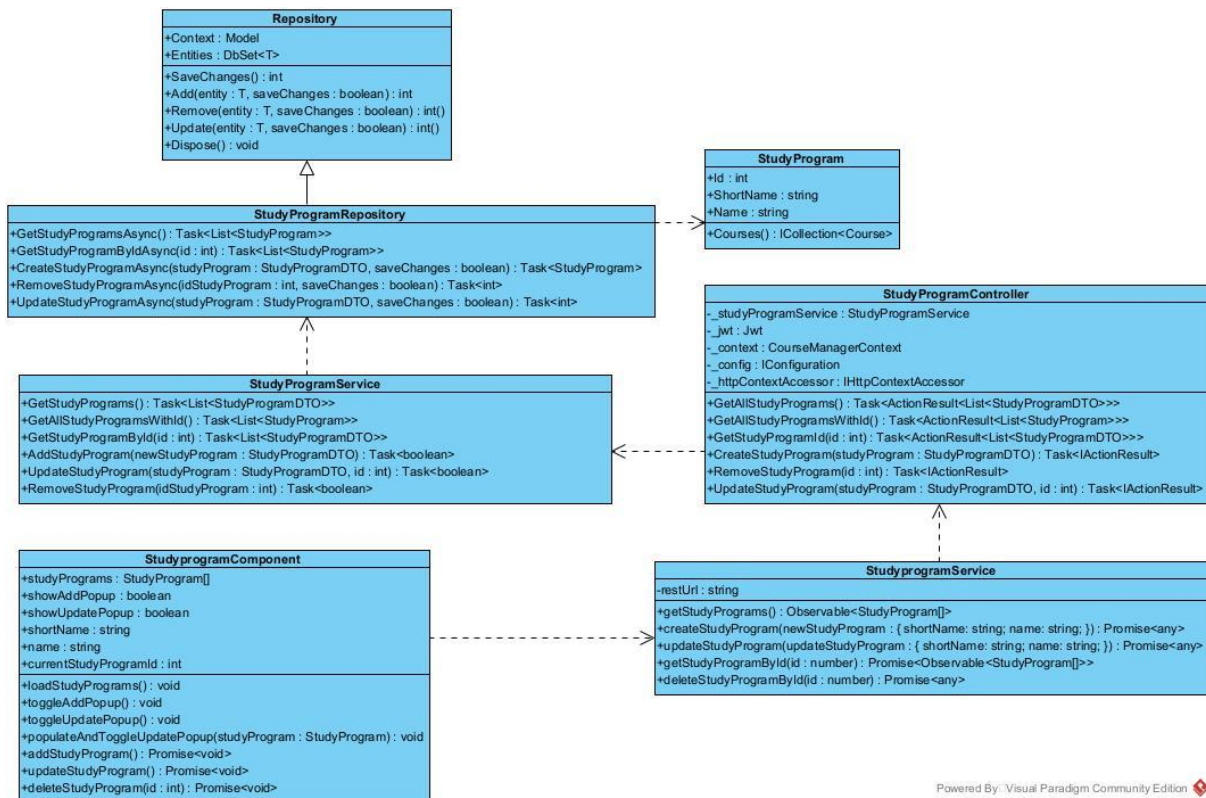 Repository
+Context : Model
+Entities : DbSet<T>
+SaveChanges() : int
+Add(entity : T, saveChanges : boolean) : int
+Remove(entity : T, saveChanges : boolean) : int()
+Update(entity : T, saveChanges : boolean) : int()
+Dispose() : void
StudyProgram
+Id : int
+ShortName : string
+Name : string
+Courses() : ICollection<Course>
StudyProgramRepository
+GetStudyProgramsAsync() : Task<List<StudyProgram>>
+GetStudyProgramByIdAsync(id : int) : Task<List<StudyProgram>>
+CreateStudyProgramAsync(studyProgram : StudyProgramDTO, saveChanges : boolean) : Task<StudyProgram>
+RemoveStudyProgramAsync(idStudyProgram : int, saveChanges : boolean) : Task<int>
+UpdateStudyProgramAsync(studyProgram : StudyProgramDTO, saveChanges : boolean) : Task<int>
StudyProgramController
-_studyProgramService : StudyProgramService
-_jwt : Jwt
-_context : CourseManagerContext
-_config : IConfiguration
-_httpContextAccessor : IHttpContextAccessor
+GetAllStudyPrograms() : Task<ActionResult<List<StudyProgramDTO>>>
+GetAllStudyProgramsWithId() : Task<ActionResult<List<StudyProgram>>>
+GetStudyProgramId(id : int) : Task<ActionResult<List<StudyProgramDTO>>>
+CreateStudyProgram(studyProgram : StudyProgramDTO) : Task<IActionResult>
+RemoveStudyProgram(id : int) : Task<IActionResult>
+UpdateStudyProgram(studyProgram : StudyProgramDTO, id : int) : Task<IActionResult>
StudyProgramService
+GetStudyPrograms() : Task<List<StudyProgramDTO>>
+GetAllStudyProgramsWithId() : Task<List<StudyProgram>>
+GetStudyProgramById(id : int) : Task<List<StudyProgramDTO>>
+AddStudyProgram(newStudyProgram : StudyProgramDTO) : Task<boolean>
+UpdateStudyProgram(studyProgram : StudyProgramDTO, id : int) : Task<boolean>
+RemoveStudyProgram(idStudyProgram : int) : Task<boolean>
StudyprogramComponent
+studyPrograms : StudyProgram[]
+showAddPopup : boolean
+showUpdatePopup : boolean
+shortName : string
+name : string
+currentStudyProgramId : int
+loadStudyPrograms() : void
+toggleAddPopup() : void
+toggleUpdatePopup() : void
+populateAndToggleUpdatePopup(studyProgram : StudyProgram) : void
+addStudyProgram() : Promise<void>
+updateStudyProgram() : Promise<void>
+deleteStudyProgram(id : int) : Promise<void>
StudyprogramService
-restUrl : string
+getStudyPrograms() : Observable<StudyProgram[]>
+createStudyProgram(newStudyProgram : { shortName: string; name: string; }) : Promise<any>
+updateStudyProgram(updateStudyProgram : { shortName: string; name: string; }) : Promise<any>
+getStudyProgramById(id : number) : Promise<Observable<StudyProgram[]>>
+deleteStudyProgramById(id : number) : Promise<any>
Powered By Visual Paradigm Community Edition